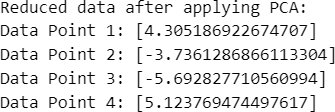 Reduced data after applying PCA:
Data Point 1: [4.305186922674707]
Data Point 2: [-3.7361286866113304]
Data Point 3: [-5.692827710560994]
Data Point 4: [5.123769474497617]